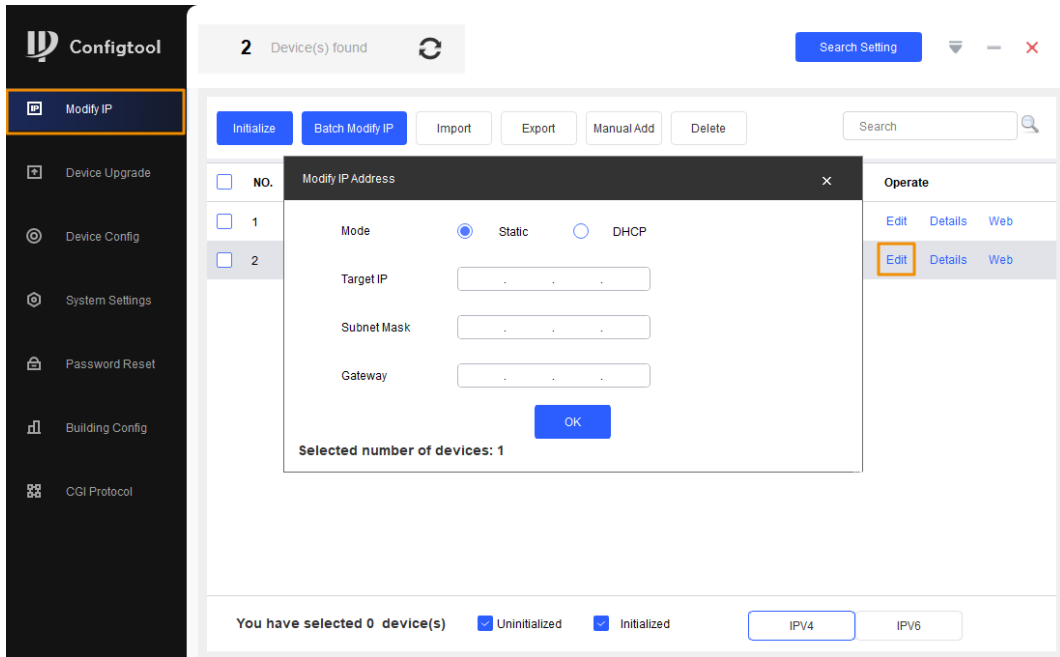 Configtool
2 Device(s) found
Search Setting
Modify IP
Device Upgrade
Device Config
System Settings
Password Reset
Building Config
CGI Protocol
Initialize Batch Modify IP Import Export Manual Add Delete Search
NO. Operate
1 Edit Details Web
2 Edit Details Web
Modify IP Address
Mode Static DHCP
Target IP . . .
Subnet Mask . . .
Gateway . . .
OK
Selected number of devices: 1
You have selected 0 device(s) Uninitialized Initialized IPV4 IPV6